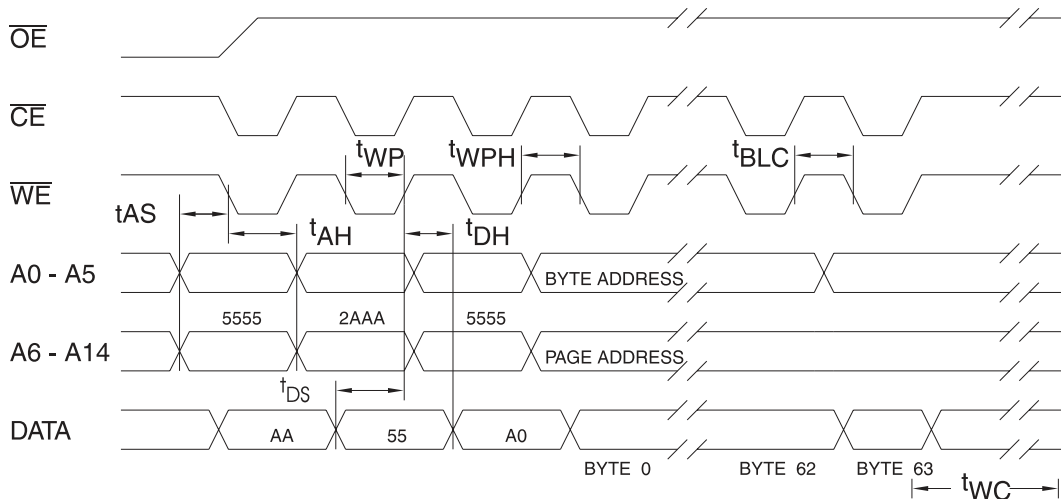 OE
CE
tWP tWPH tBLC
WE
tAS
tAH tDH
A0 - A5 BYTE ADDRESS
5555 2AAA 5555
A6 - A14 PAGE ADDRESS
tDS
DATA AA 55 A0
BYTE 0 BYTE 62 BYTE 63
tWC